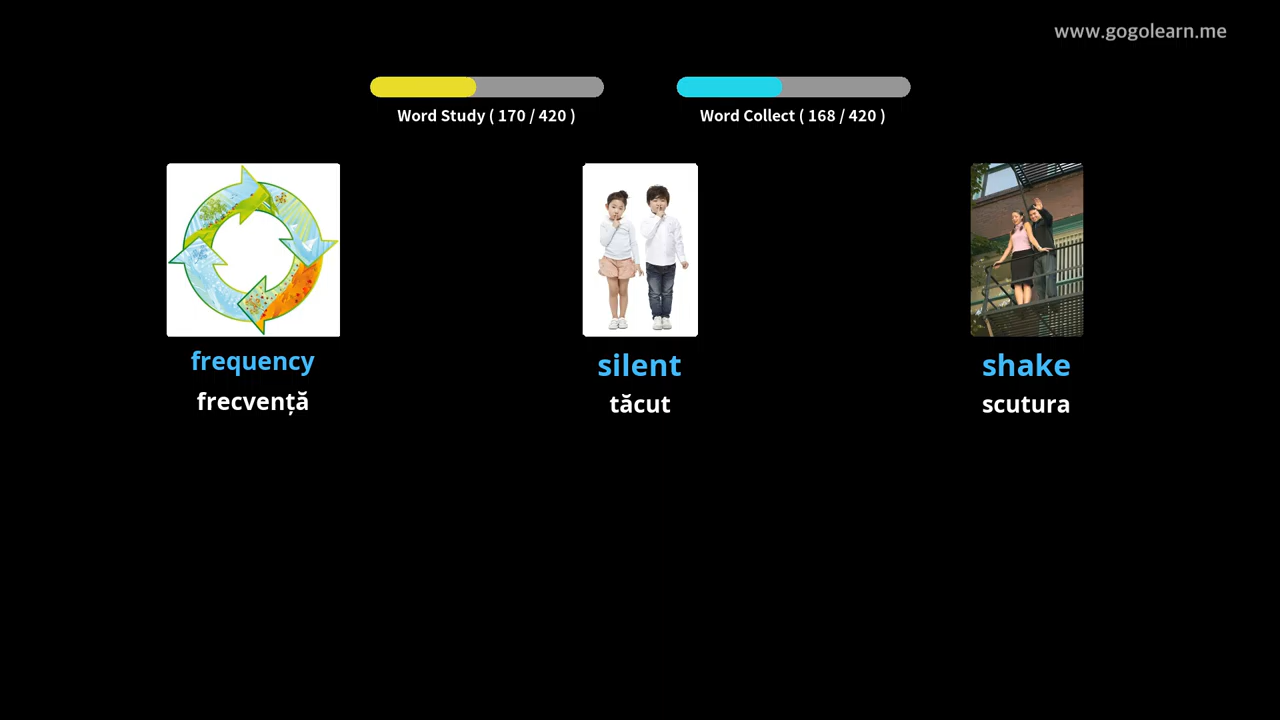 www.gogolearn.me
Word Study ( 170 / 420 )
Word Collect ( 168 / 420 )
frequency
frecvență
silent
tăcut
shake
scutura